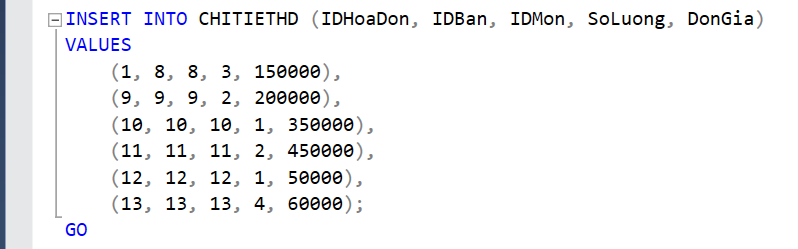 INSERT INTO CHITIETHD (IDHoaDon, IDBan, IDMon, SoLuong, DonGia)
VALUES
(1, 8, 8, 3, 150000),
(9, 9, 9, 2, 200000),
(10, 10, 10, 1, 350000),
(11, 11, 11, 2, 450000),
(12, 12, 12, 1, 50000),
(13, 13, 13, 4, 60000);
GO